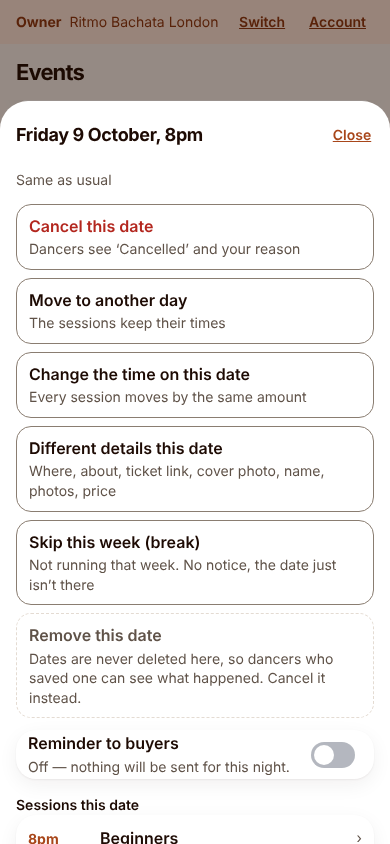 Owner Ritmo Bachata London Switch Account
Events
Friday 9 October, 8pm Close
Same as usual
Cancel this date
Dancers see ‘Cancelled’ and your reason
Move to another day
The sessions keep their times
Change the time on this date
Every session moves by the same amount
Different details this date
Where, about, ticket link, cover photo, name,
photos, price
Skip this week (break)
Not running that week. No notice, the date just
isn’t there
Remove this date
Dates are never deleted here, so dancers who
saved one can see what happened. Cancel it
instead.
Reminder to buyers
Off — nothing will be sent for this night.
Sessions this date
8pm Beginners ›